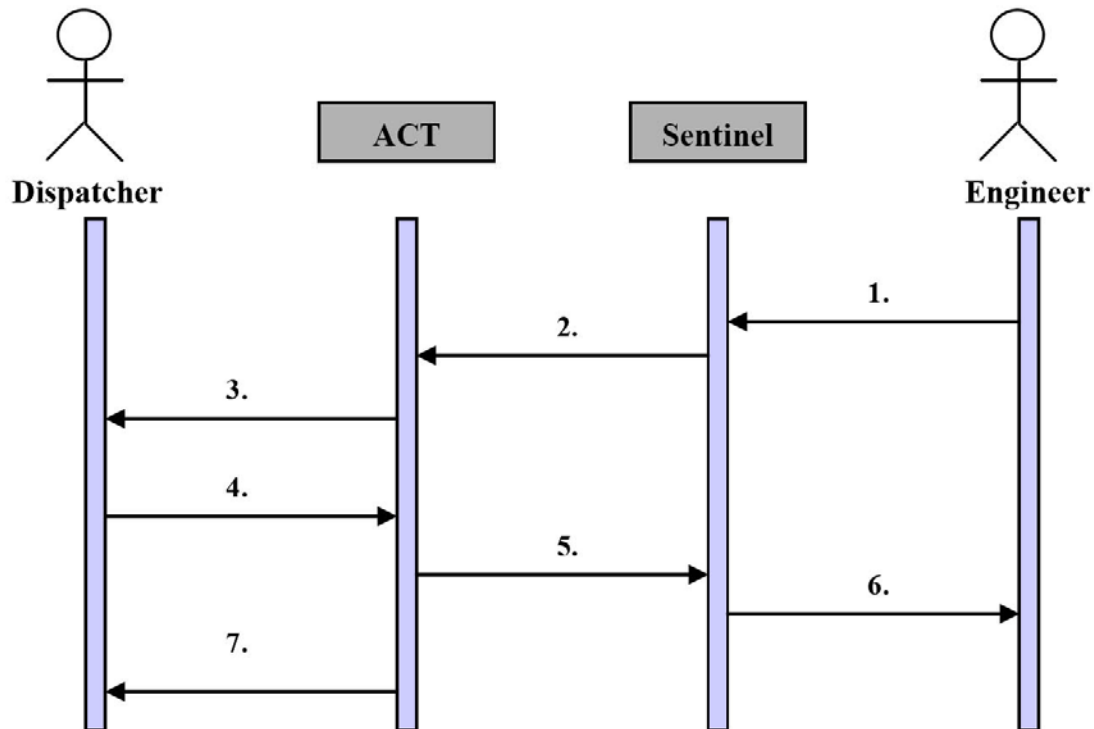 ACT
Sentinel
Dispatcher
Engineer
1.
2.
3.
4.
5.
6.
7.